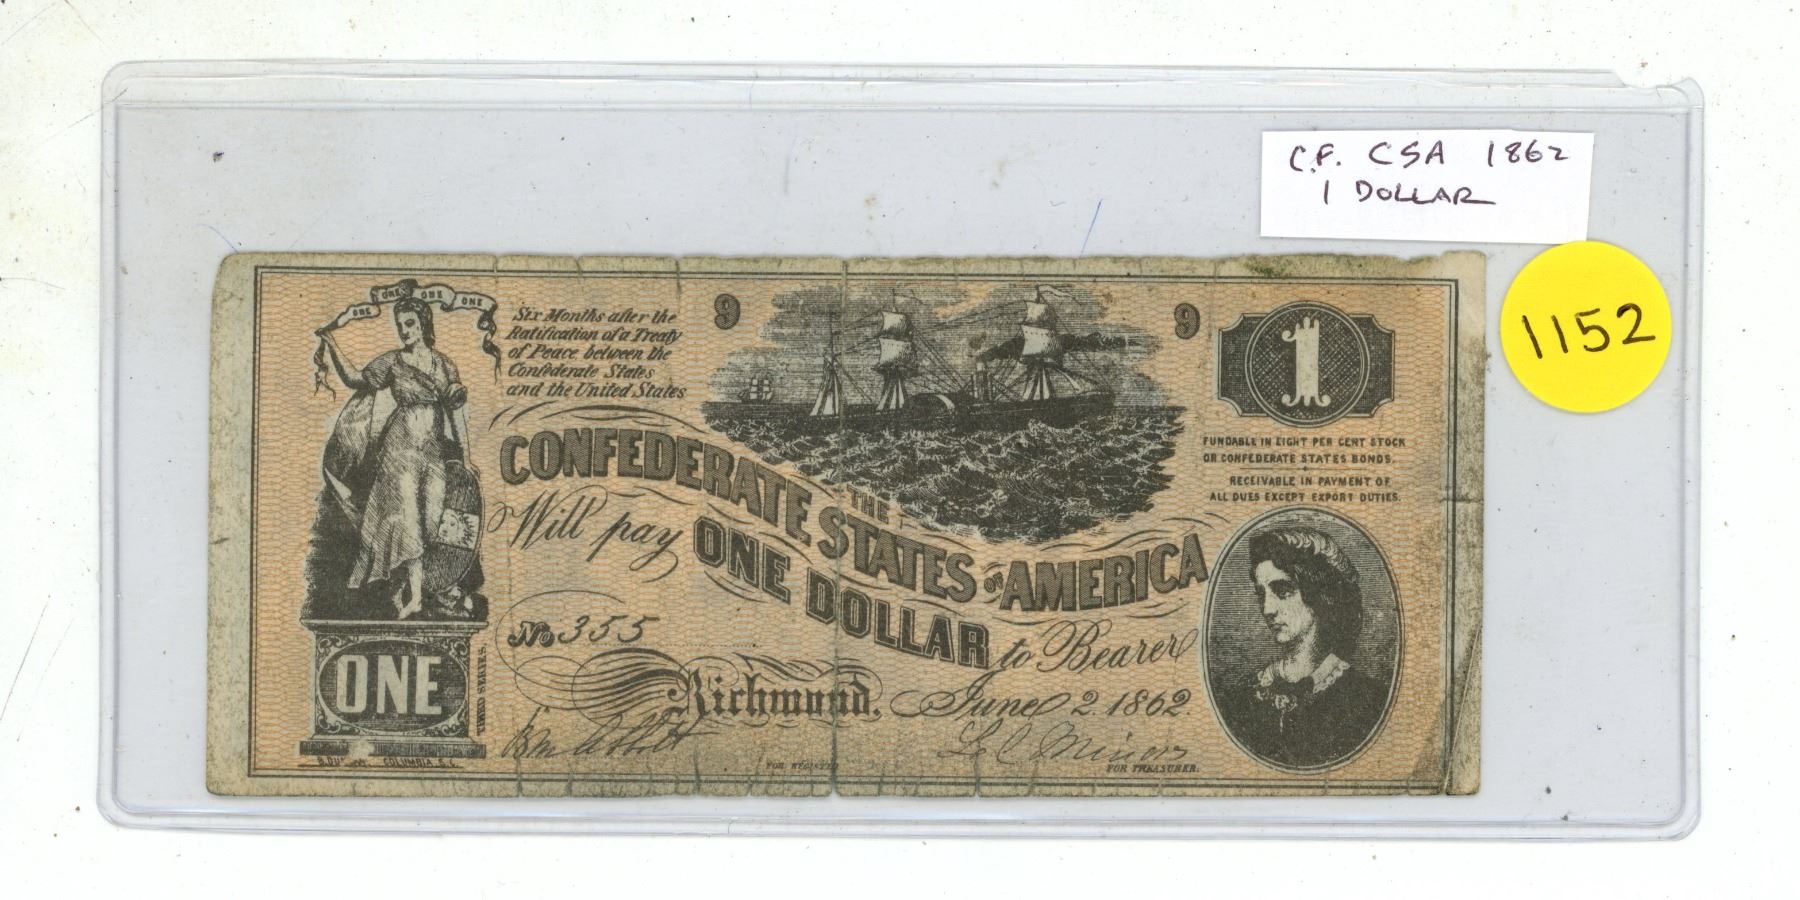 C.F. CSA 1862
1 DOLLAR
1152
ONE ONE ONE ONE
Six Months after the
Ratification of a Treaty
of Peace between the
Confederate States
and the United States
9
9
1
FUNDABLE IN EIGHT PER CENT STOCK
OR CONFEDERATE STATES BONDS.
RECEIVABLE IN PAYMENT OF
ALL DUES EXCEPT EXPORT DUTIES.
THE
CONFEDERATE STATES OF AMERICA
Will pay ONE DOLLAR to Bearer
No 355
Richmond, June 2. 1862.
ONE
THIRD SERIES.
COLUMBIA, S.C.
FOR REGISTER
L C Minor
FOR TREASURER.